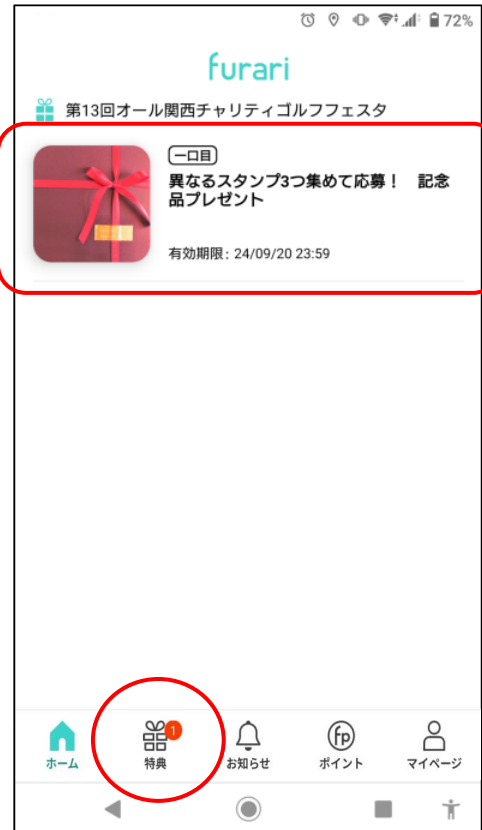 72%
furari
第13回オール関西チャリティゴルフフェスタ
一口目
異なるスタンプ3つ集めて応募！　記念
品プレゼント
有効期限: 24/09/20 23:59
1
fp
ホーム 特典 お知らせ ポイント マイページ